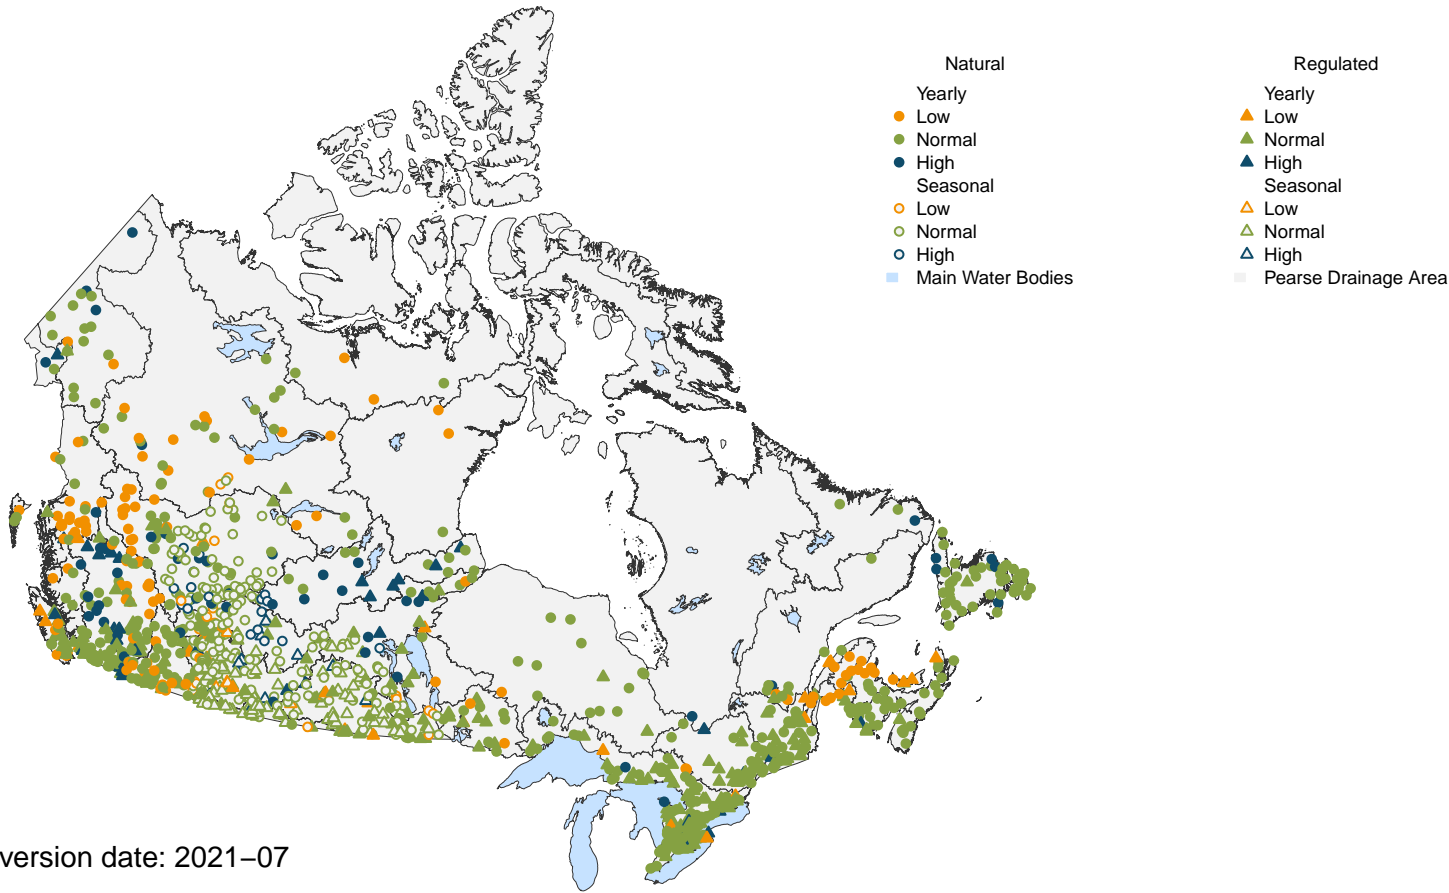 Natural
Yearly
Low
Normal
High
Seasonal
Low
Normal
High
Main Water Bodies
Regulated
Yearly
Low
Normal
High
Seasonal
Low
Normal
High
Pearse Drainage Area
version date: 2021–07